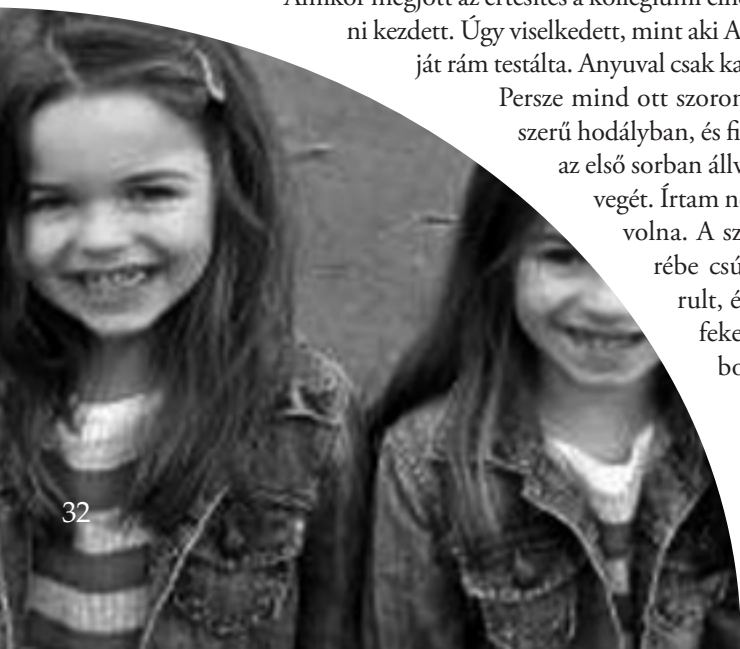 megjött az értesítés a kollégiumi
ni kezdett. Úgy viselkedett, mint aki A
ját rám testálta. Anyuval csak ka
Persze mind ott szoron
szerű hodályban, és fi
az első sorban állv
vegét. Írtam n
volna. A sz
rébe csú
rult, é
feke
bo
32